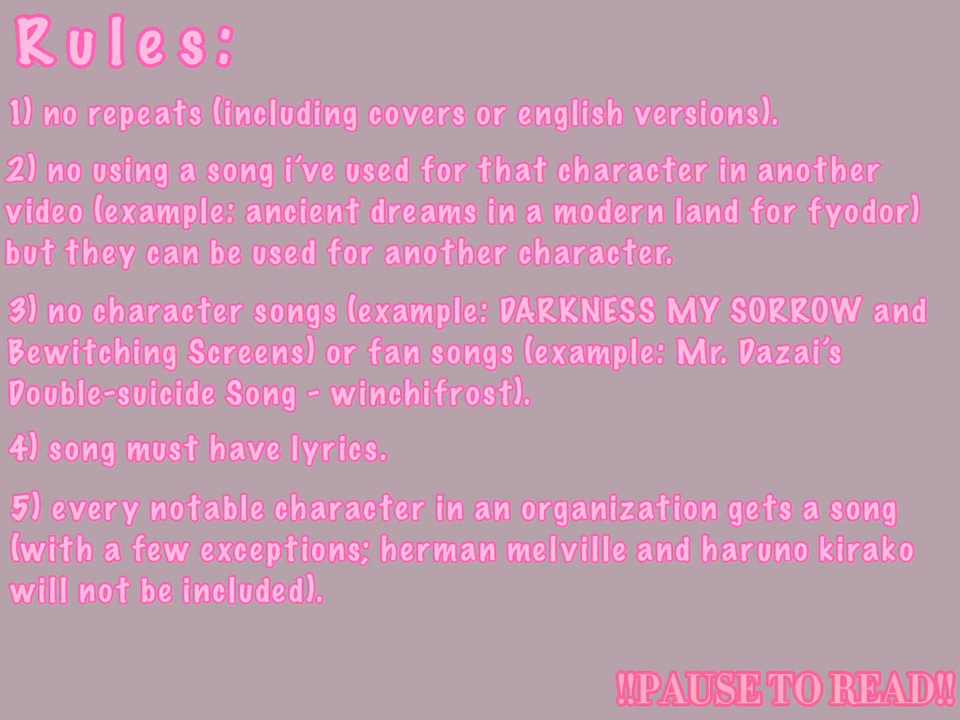 Rules:
1) no repeats (including covers or english versions).
2) no using a song i've used for that character in another
video (example: ancient dreams in a modern land for fyodor)
but they can be used for another character.
3) no character songs (example: DARKNESS MY SORROW and
Bewitching Screens) or fan songs (example: Mr. Dazai's
Double-suicide Song - winchifrost).
4) song must have lyrics.
5) every notable character in an organization gets a song
(with a few exceptions; herman melville and haruno kirako
will not be included).
!!PAUSE TO READ!!